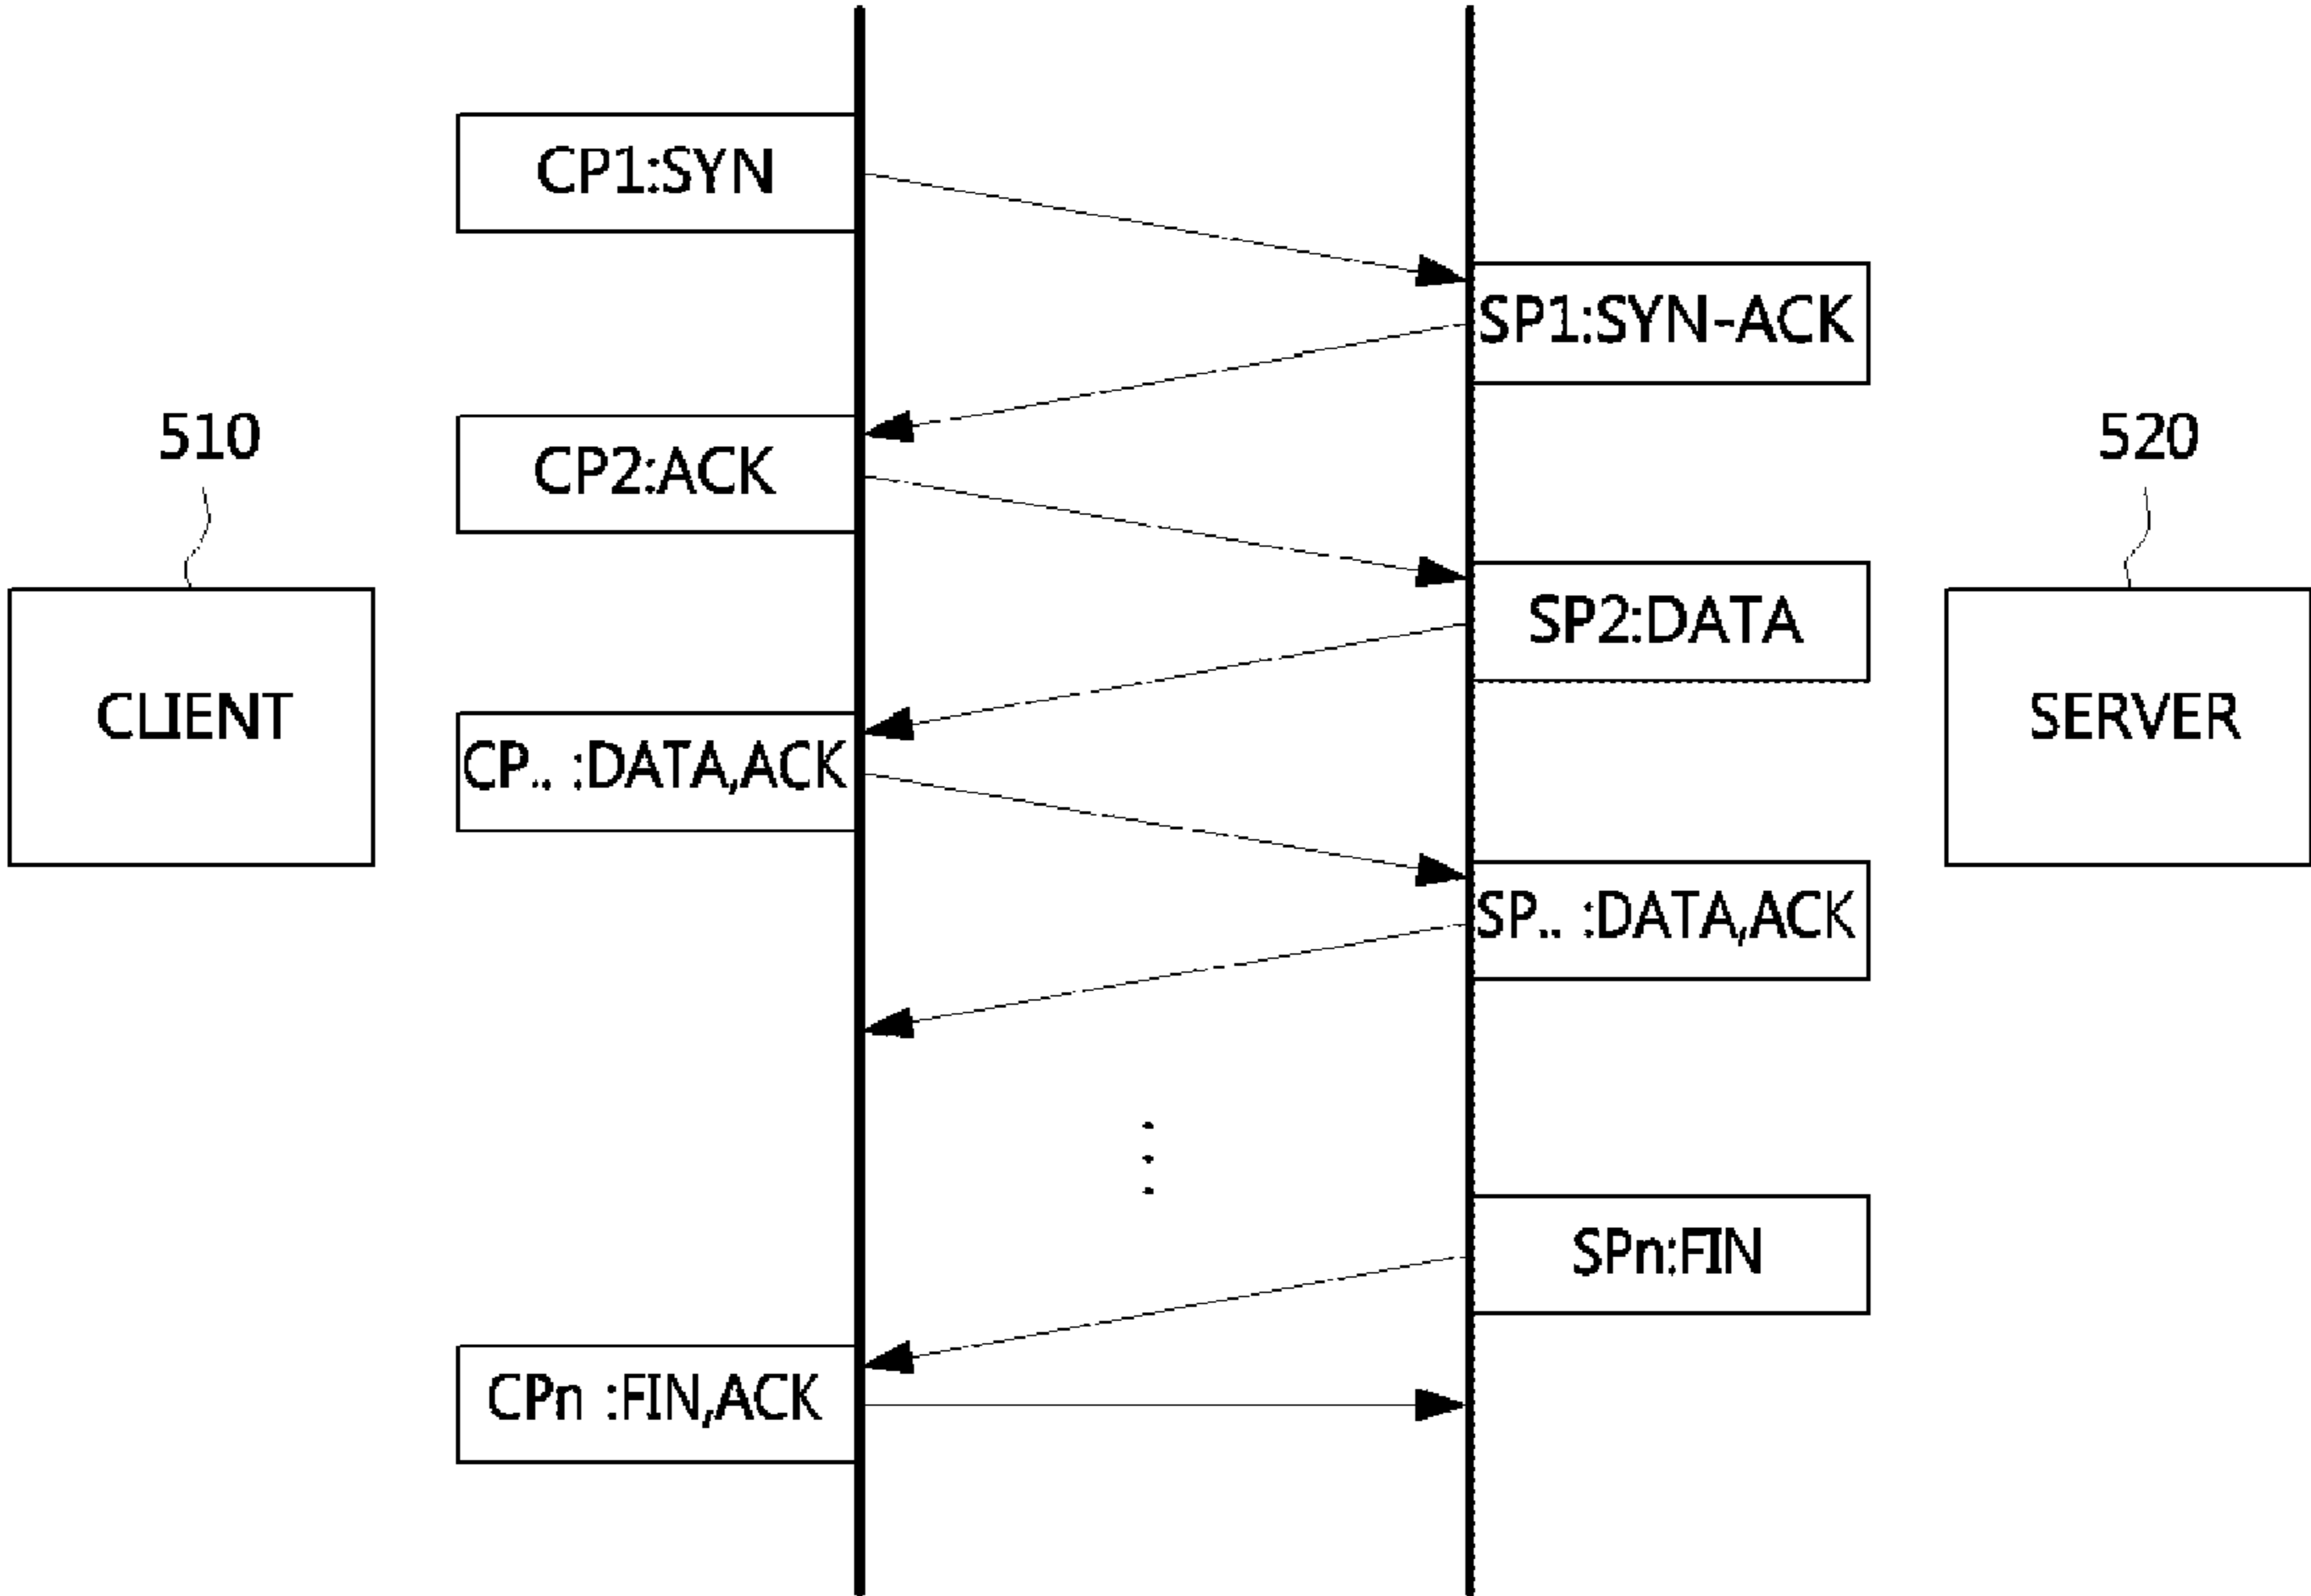 CP1:SYN
SP1:SYN-ACK
510
CP2:ACK
520
SP2:DATA
CLIENT
CP.. :DATA,ACK
SERVER
SP.. :DATA,ACK
SPn:FIN
CPn :FIN,ACK